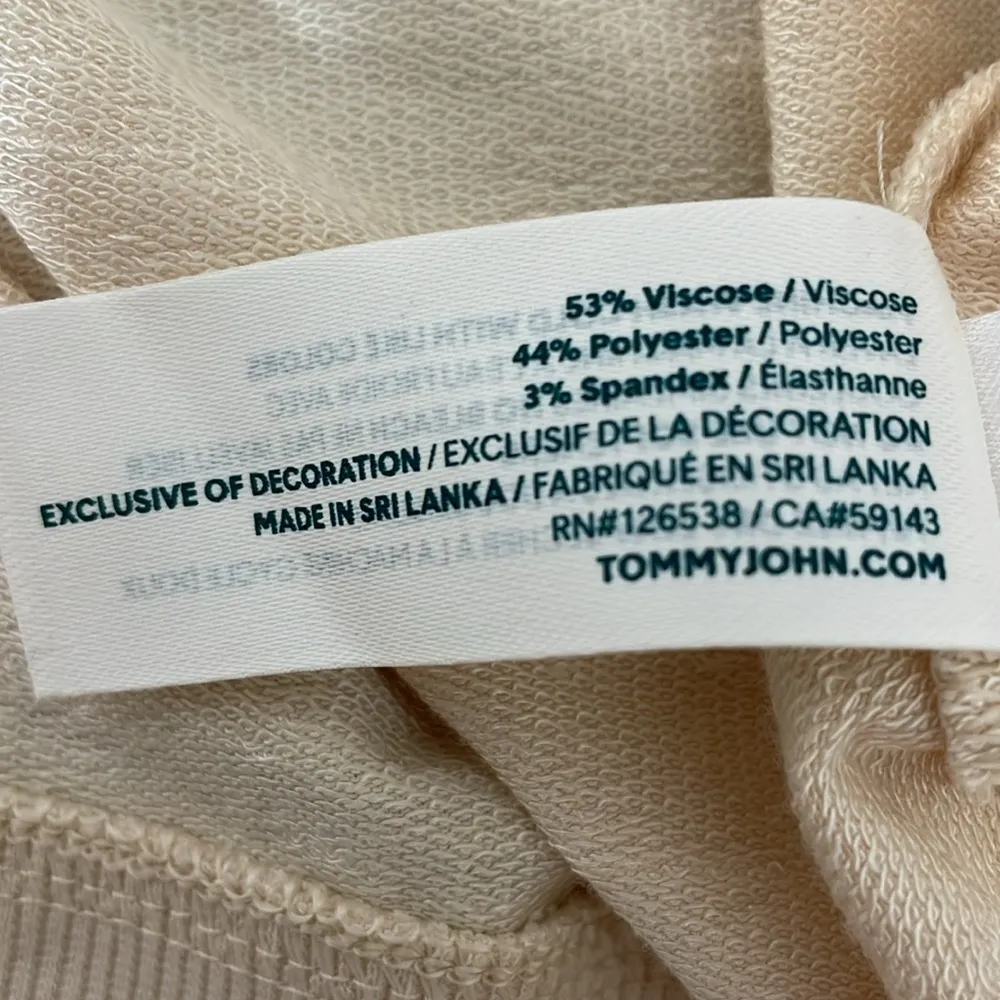 53% Viscose / Viscose
44% Polyester / Polyester
3% Spandex / Élasthanne
EXCLUSIVE OF DECORATION / EXCLUSIF DE LA DÉCORATION
MADE IN SRI LANKA / FABRIQUÉ EN SRI LANKA
RN#126538 / CA#59143
TOMMYJOHN.COM